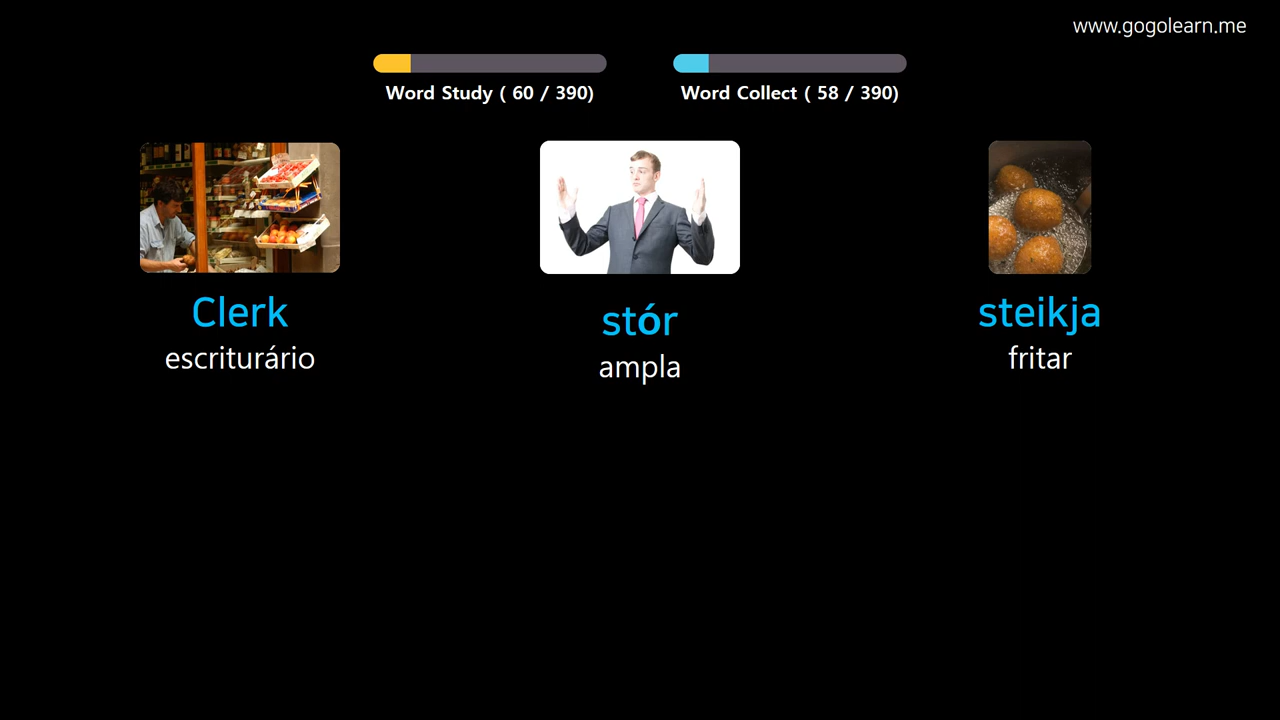 www.gogolearn.me
Word Study ( 60 / 390)
Word Collect ( 58 / 390)
Clerk
escriturário
stór
ampla
steikja
fritar